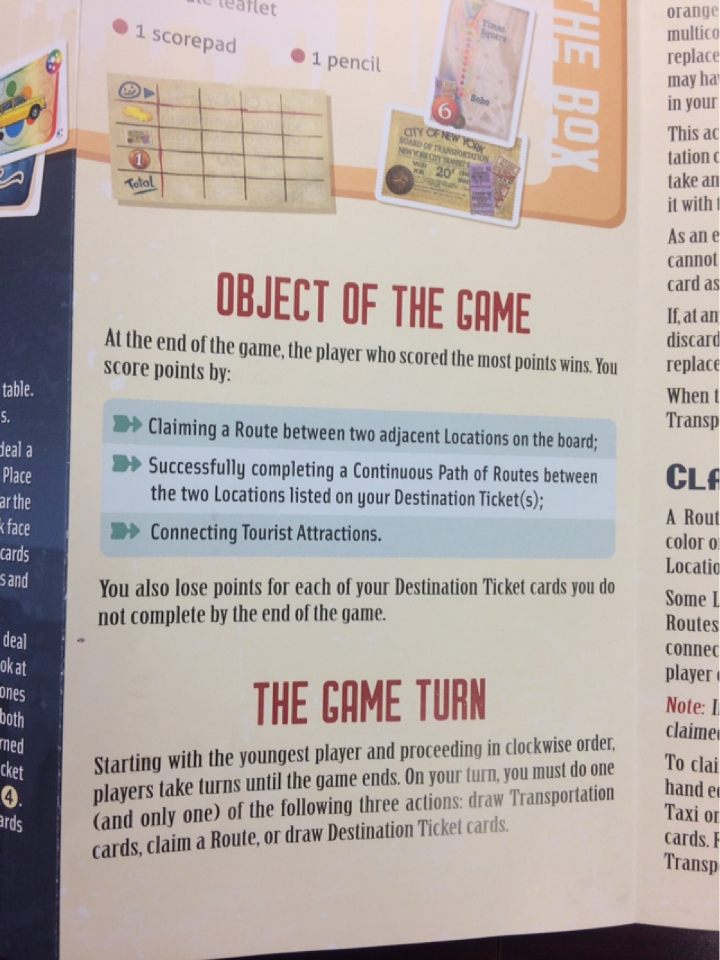 leaflet
1 scorepad
1 pencil
THE BOX
Times Square
Soho
6
CITY OF NEW YORK
BOARD OF TRANSPORTATION
NEW YORK CITY TRANSIT
20
1
Total
OBJECT OF THE GAME
At the end of the game, the player who scored the most points wins. You
score points by:
Claiming a Route between two adjacent Locations on the board;
Successfully completing a Continuous Path of Routes between
the two Locations listed on your Destination Ticket(s);
Connecting Tourist Attractions.
You also lose points for each of your Destination Ticket cards you do
not complete by the end of the game.
THE GAME TURN
Starting with the youngest player and proceeding in clockwise order,
players take turns until the game ends. On your turn, you must do one
(and only one) of the following three actions: draw Transportation
cards, claim a Route, or draw Destination Ticket cards.
table.
s.
deal a
Place
ar the
k face
cards
s and
deal
ok at
ones
both
rned
cket
4.
ards
orange
multico
replace
may ha
in your
This ac
tation c
take an
it with t
As an e
cannot
card as
If, at an
discard
replace
When t
Transp
CLA
A Rout
color o
Locatio
Some L
Routes
connec
player
Note: I
claimed
To clai
hand e
Taxi or
cards. F
Transp